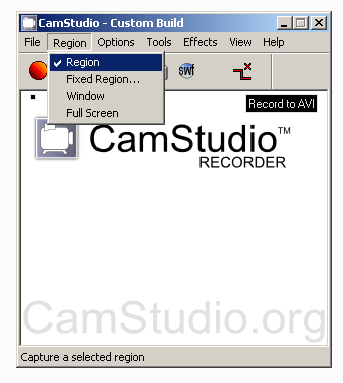 CamStudio - Custom Build
File Region Options Tools Effects View Help
Region
Fixed Region...
Window
Full Screen
SWf
Record to AVI
CamStudio™
RECORDER
CamStudio.org
Capture a selected region